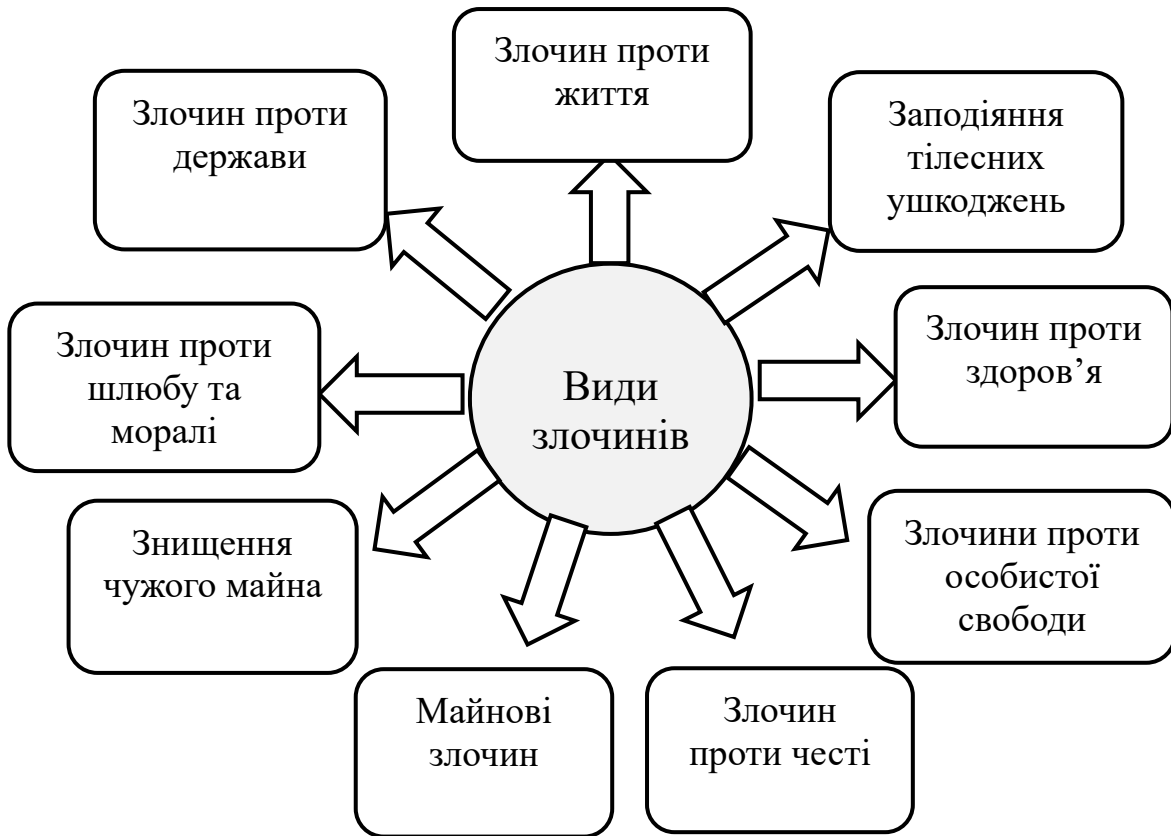 Злочин проти
життя
Злочин проти
держави
Заподіяння
тілесних
ушкоджень
Злочин проти
шлюбу та
моралі
Види
злочинів
Злочин проти
здоров’я
Знищення
чужого майна
Злочини проти
особистої
свободи
Майнові
злочин
Злочин
проти честі